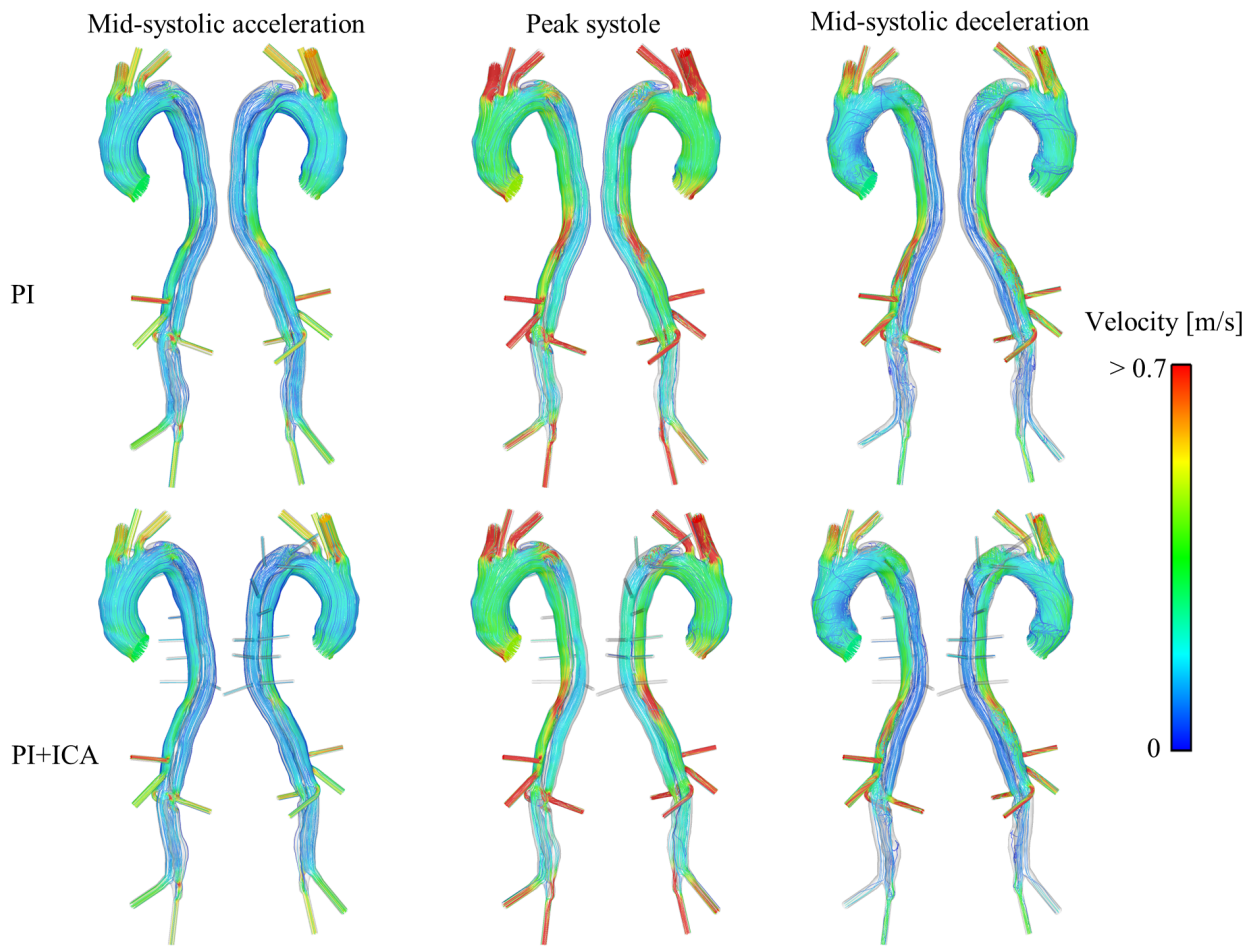 Mid-systolic acceleration
Peak systole
Mid-systolic deceleration
PI
Velocity [m/s]
> 0.7
0
PI+ICA